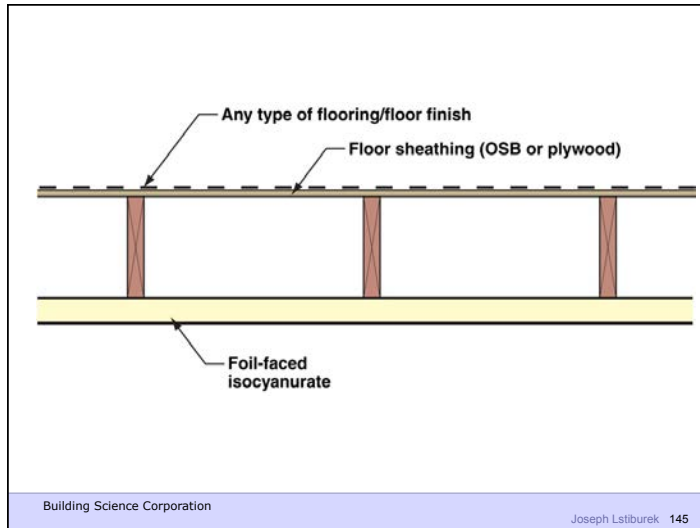 Any type of flooring/floor finish
Floor sheathing (OSB or plywood)
Foil-faced
isocyanurate
Building Science Corporation
Joseph Lstiburek 145